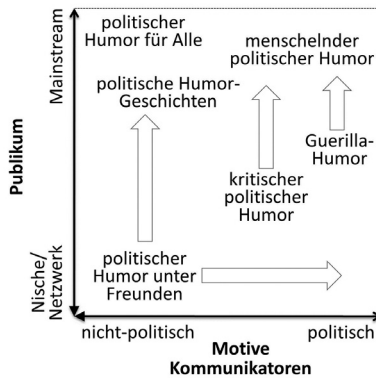 politischer
Humor für Alle
menschelnder
politischer Humor
politische Humor-
Geschichten
Guerilla-
Humor
kritischer
politischer
Humor
politischer
Humor unter
Freunden
Mainstream
Publikum
Nische/
Netzwerk
nicht-politisch
politisch
Motive
Kommunikatoren